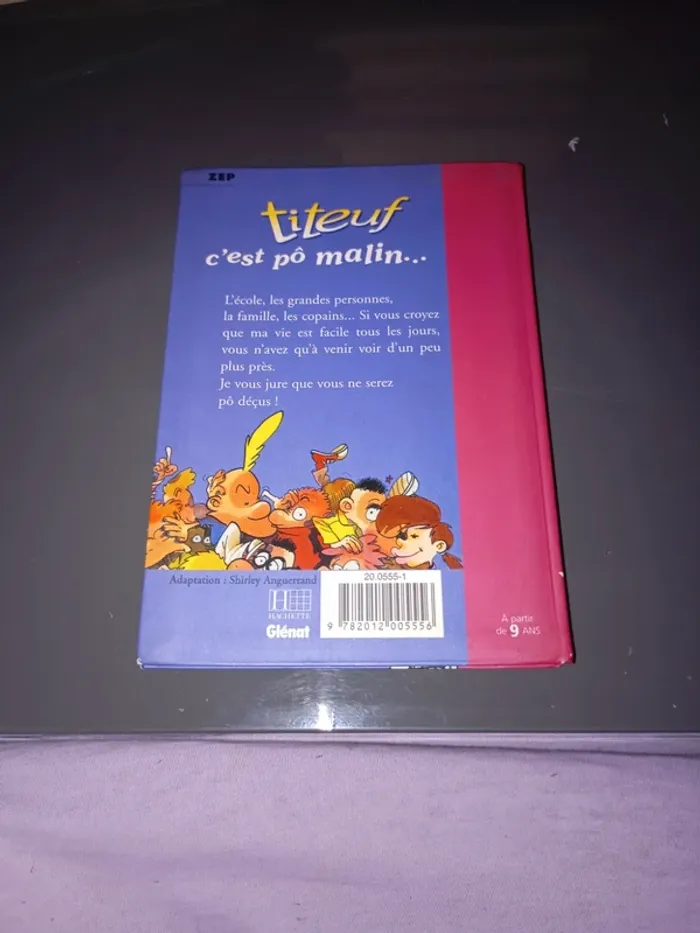 ZEP
titeuf
c'est pô malin...
L'école, les grandes personnes,
la famille, les copains... Si vous croyez
que ma vie est facile tous les jours,
vous n'avez qu'à venir voir d'un peu
plus près.
Je vous jure que vous ne serez
pô déçus !
Adaptation : Shirley Anguerrand
HACHETTE
Glénat
20.0555-1
9 782012 005556
À partir
de 9 ANS